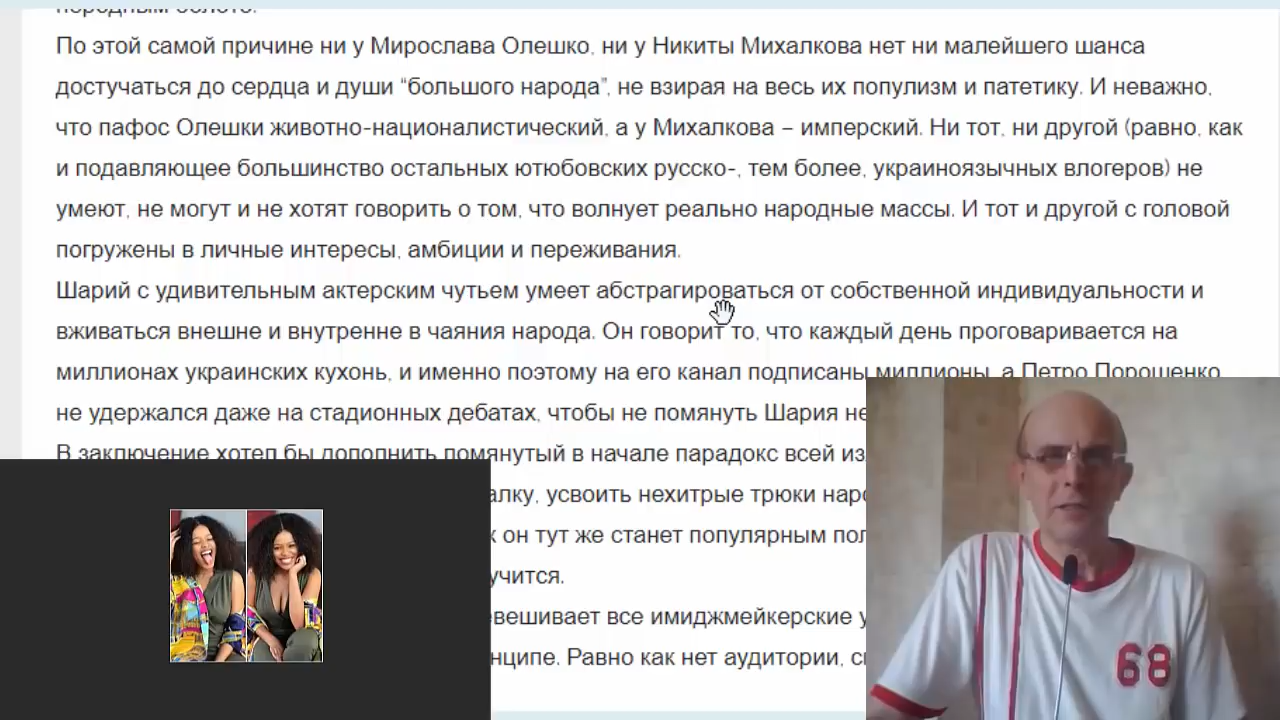 По этой самой причине ни у Мирослава Олешко, ни у Никиты Михалкова нет ни малейшего шанса
достучаться до сердца и души “большого народа”, не взирая на весь их популизм и патетику. И неважно,
что пафос Олешки животно-националистический, а у Михалкова – имперский. Ни тот, ни другой (равно, как
и подавляющее большинство остальных ютюбовских русско-, тем более, украиноязычных влогеров) не
умеют, не могут и не хотят говорить о том, что волнует реально народные массы. И тот и другой с головой
погружены в личные интересы, амбиции и переживания.
Шарий с удивительным актерским чутьем умеет абстрагироваться от собственной индивидуальности и
вживаться внешне и внутренне в чаяния народа. Он говорит то, что каждый день проговаривается на
миллионах украинских кухонь, и именно поэтому на его канал подписаны миллионы, а Петро Порошенко
не удержался даже на стадионных дебатах, чтобы не помянуть Шария не
В заключение хотел бы дополнить помянутый в начале парадокс всей из
алку, усвоить нехитрые трюки наро
х он тут же станет популярным пол
учится.
евешивает все имиджмейкерские у
нципе. Равно как нет аудитории, с
68